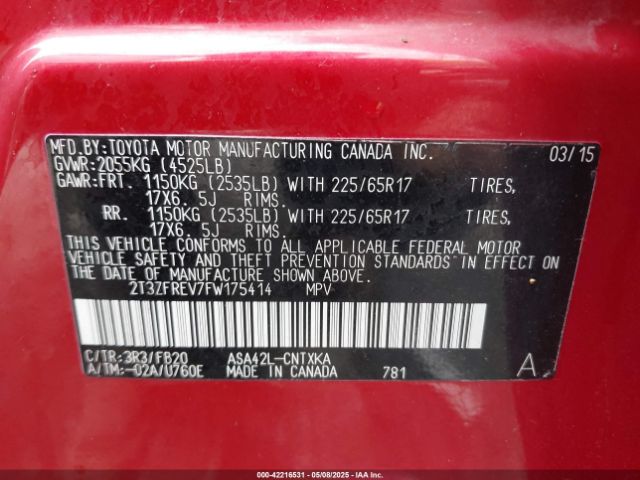 MFD.BY:TOYOTA MOTOR MANUFACTURING CANADA INC. 03/15
GVWR:2055KG (4525LB)
GAWR:FRT. 1150KG (2535LB) WITH 225/65R17 TIRES,
17X6. 5J RIMS.
RR. 1150KG (2535LB) WITH 225/65R17 TIRES,
17X6. 5J RIMS.
THIS VEHICLE CONFORMS TO ALL APPLICABLE FEDERAL MOTOR
VEHICLE SAFETY AND THEFT PREVENTION STANDARDS IN EFFECT ON
THE DATE OF MANUFACTURE SHOWN ABOVE.
2T3ZFREV7FW175414 MPV
C/TR:3R3/FB20 ASA42L-CNTXKA
A/TM:-02A/U760E MADE IN CANADA 781 A
000-42216531 - 05/08/2025 - IAA Inc.